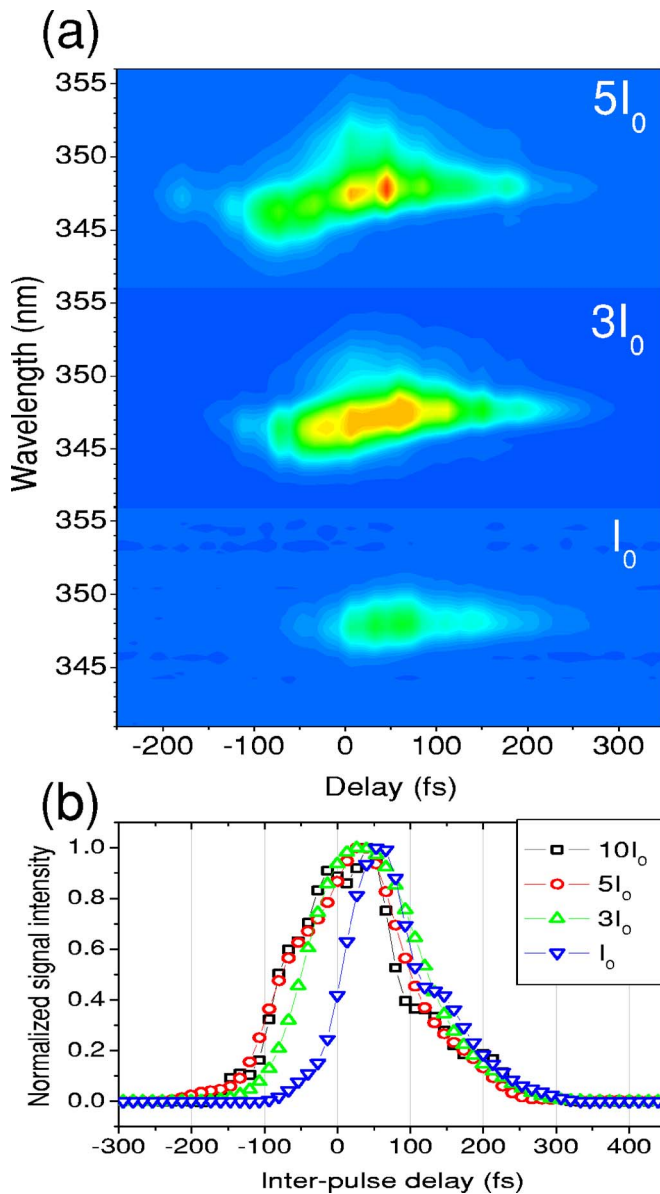 (a)
5I₀
355
350
345
3I₀
355
350
345
I₀
355
350
345
Wavelength (nm)
-200 -100 0 100 200 300
Delay (fs)
(b)
1.0
0.8
0.6
0.4
0.2
0.0
Normalized signal intensity
10I₀
5I₀
3I₀
I₀
-300 -200 -100 0 100 200 300 400
Inter-pulse delay (fs)